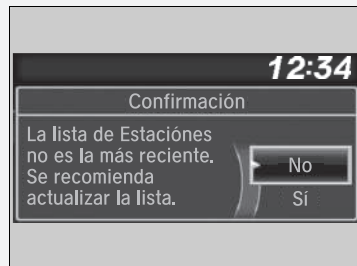 12:34
Confirmación
La lista de Estaciónes
no es la más reciente.
Se recomienda
actualizar la lista.
No
Sí